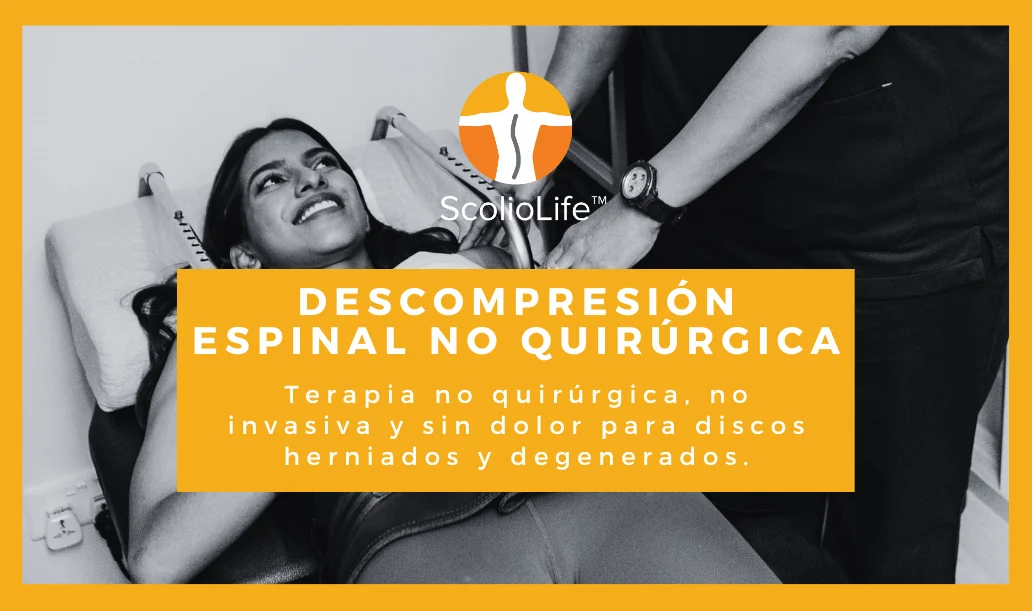 ScolioLife™
DESCOMPRESIÓN
ESPINAL NO QUIRÚRGICA
Terapia no quirúrgica, no
invasiva y sin dolor para discos
herniados y degenerados.